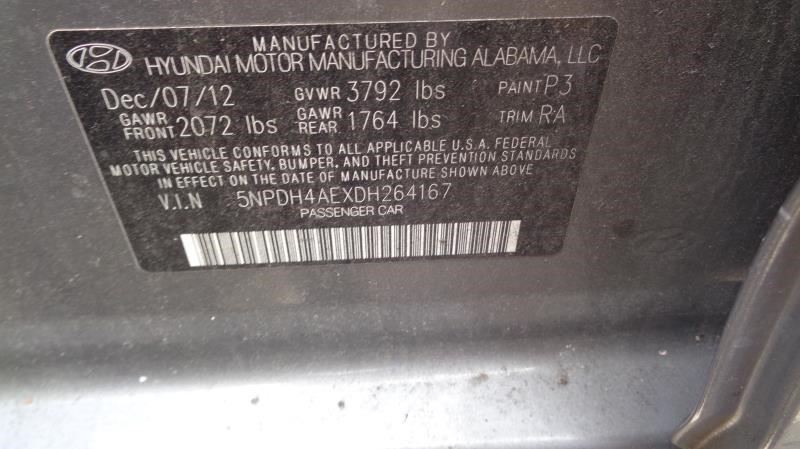 MANUFACTURED BY
HYUNDAI MOTOR MANUFACTURING ALABAMA, LLC
Dec/07/12 GVWR 3792 lbs PAINT P3
GAWR FRONT 2072 lbs GAWR REAR 1764 lbs TRIM RA
THIS VEHICLE CONFORMS TO ALL APPLICABLE U.S.A. FEDERAL
MOTOR VEHICLE SAFETY, BUMPER, AND THEFT PREVENTION STANDARDS
IN EFFECT ON THE DATE OF MANUFACTURE SHOWN ABOVE
V.I.N 5NPDH4AEXDH264167
PASSENGER CAR